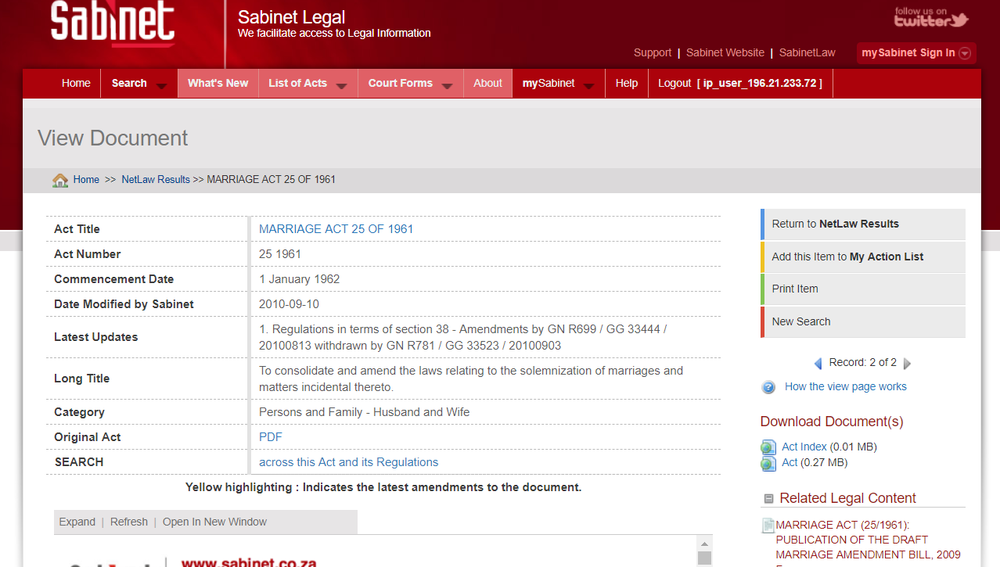 Sabinet
Sabinet Legal
We facilitate access to Legal Information
follow us on
twitter
Support | Sabinet Website | SabinetLaw
mySabinet Sign In
Home Search What's New List of Acts Court Forms About mySabinet Help Logout [ ip_user_196.21.233.72 ]
View Document
Home >> NetLaw Results >> MARRIAGE ACT 25 OF 1961
Act Title MARRIAGE ACT 25 OF 1961
Act Number 25 1961
Commencement Date 1 January 1962
Date Modified by Sabinet 2010-09-10
Latest Updates 1. Regulations in terms of section 38 - Amendments by GN R699 / GG 33444 /
20100813 withdrawn by GN R781 / GG 33523 / 20100903
Long Title To consolidate and amend the laws relating to the solemnization of marriages and
matters incidental thereto.
Category Persons and Family - Husband and Wife
Original Act PDF
SEARCH across this Act and its Regulations
Yellow highlighting : Indicates the latest amendments to the document.
Expand | Refresh | Open In New Window
Sabinet www.sabinet.co.za
Return to NetLaw Results
Add this Item to My Action List
Print Item
New Search
Record: 2 of 2
How the view page works
Download Document(s)
Act Index (0.01 MB)
Act (0.27 MB)
Related Legal Content
MARRIAGE ACT (25/1961):
PUBLICATION OF THE DRAFT
MARRIAGE AMENDMENT BILL, 2009